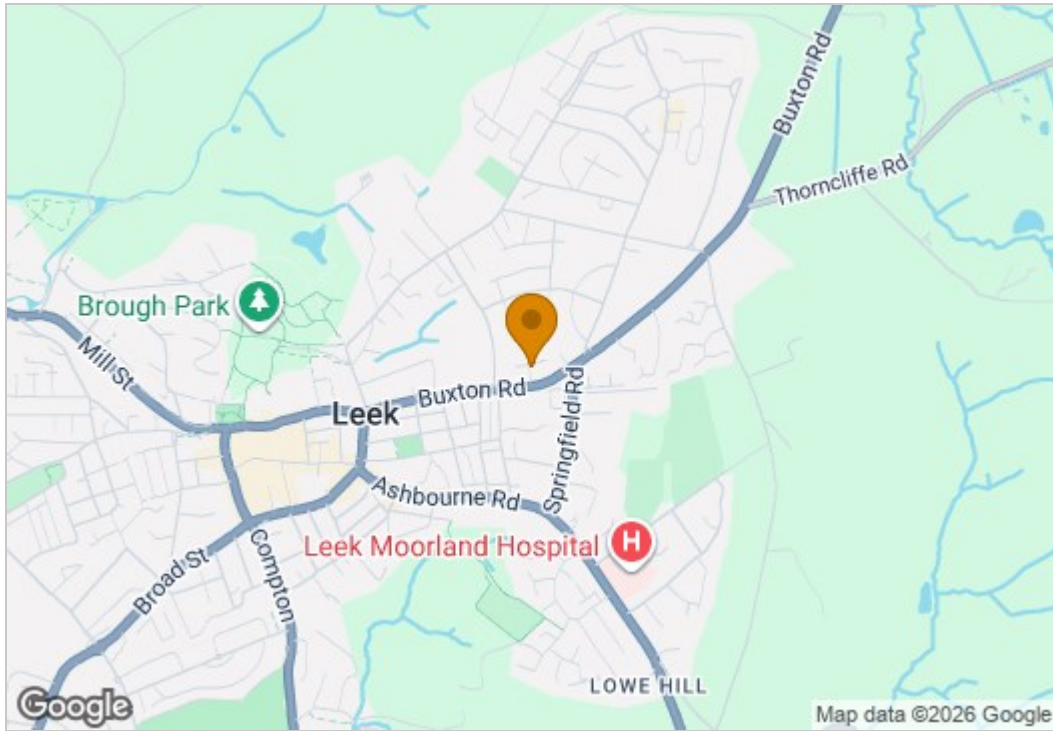 Buxton Rd
Thorncliffe Rd
Brough Park
Mill St
Buxton Rd
Leek
Springfield Rd
Ashbourne Rd
Leek Moorland Hospital
H
Broad St
Compton
LOWE HILL
Google
Map data ©2026 Google